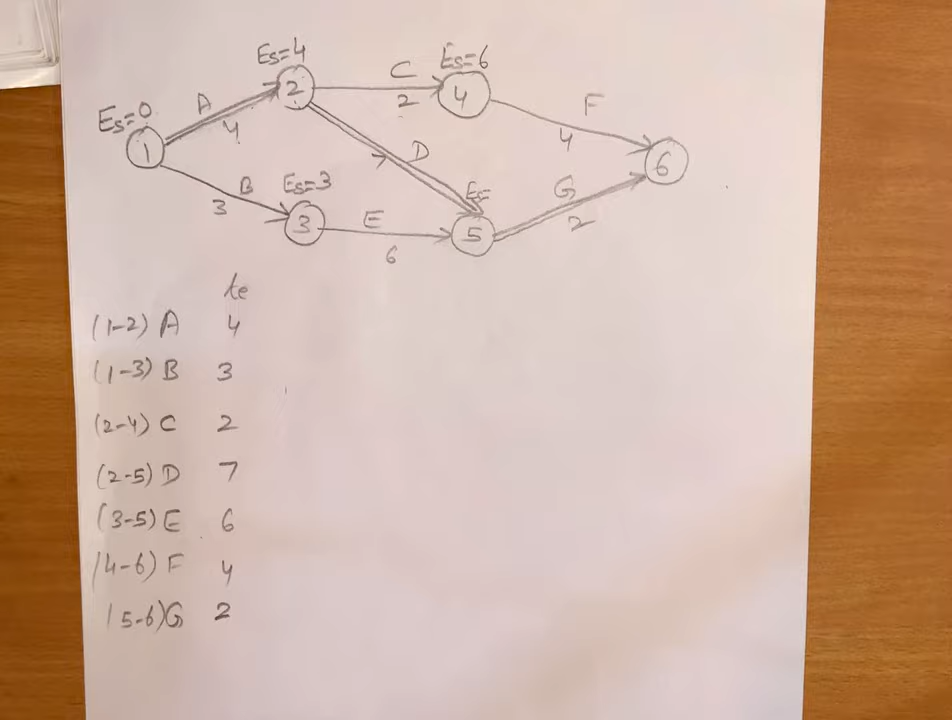 Es=4
Es=6
Es=0
A
4
2
C
2
4
F
4
1
B
3
Es=3
3
D
E
6
Es=
5
G
2
6
te
(1-2) A 4
(1-3) B 3
(2-4) C 2
(2-5) D 7
(3-5) E 6
(4-6) F 4
(5-6) G 2